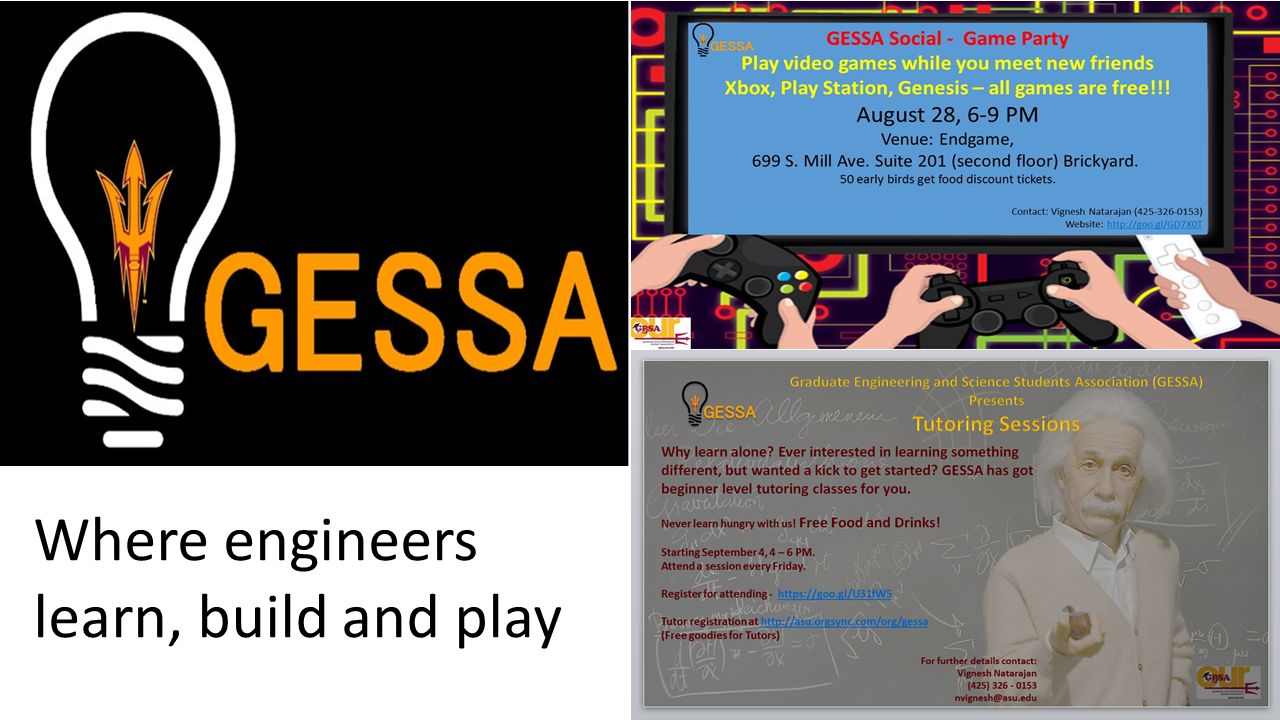 GESSA
Where engineers
learn, build and play
GESSA
GESSA Social - Game Party
Play video games while you meet new friends
Xbox, Play Station, Genesis – all games are free!!!
August 28, 6-9 PM
Venue: Endgame,
699 S. Mill Ave. Suite 201 (second floor) Brickyard.
50 early birds get food discount tickets.
Contact: Vignesh Natarajan (425-326-0153)
Website: http://goo.gl/GD7X0T
GPSA
GESSA
Graduate Engineering and Science Students Association (GESSA)
Presents
Tutoring Sessions
Why learn alone? Ever interested in learning something
different, but wanted a kick to get started? GESSA has got
beginner level tutoring classes for you.
Never learn hungry with us! Free Food and Drinks!
Starting September 4, 4 – 6 PM.
Attend a session every Friday.
Register for attending - https://goo.gl/U31fW5
Tutor registration at http://asu.orgsync.com/org/gessa
(Free goodies for Tutors)
For further details contact:
Vignesh Natarajan
(425) 326 - 0153
nvignesh@asu.edu
GPSA